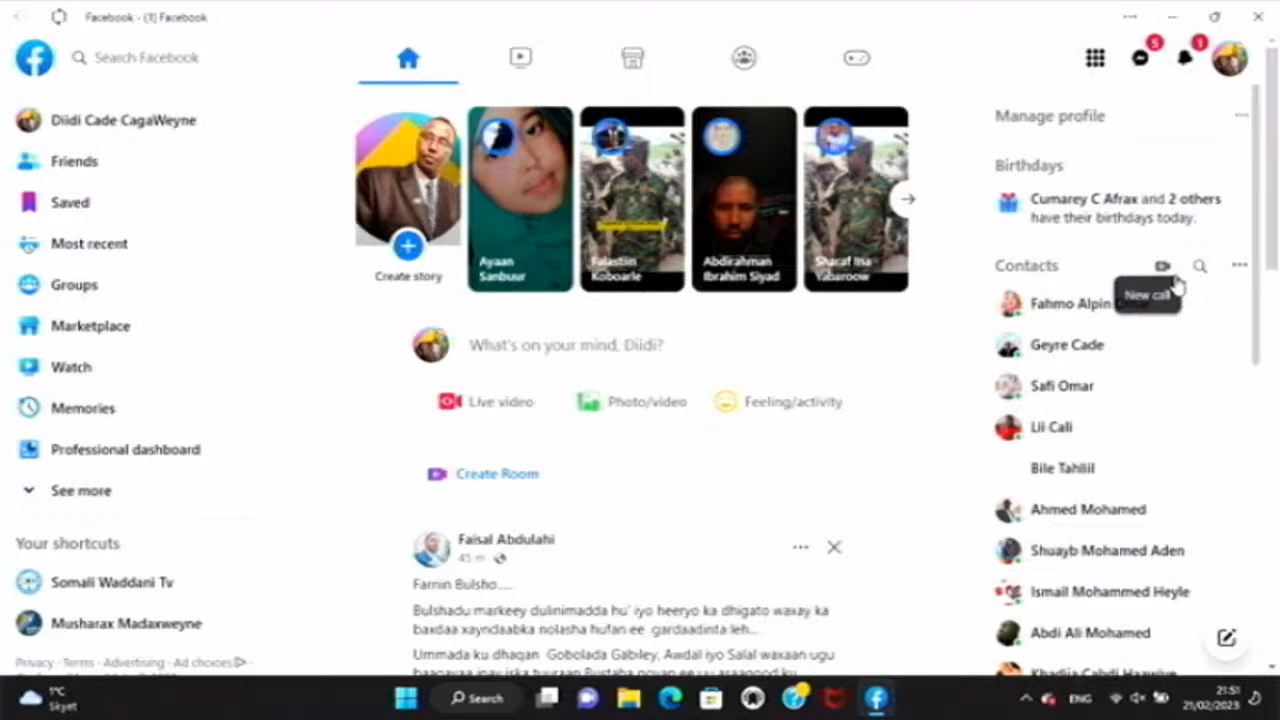 Facebook - (1) Facebook
Search Facebook
5
1
Diidi Cade CagaWeyne
Friends
Saved
Most recent
Groups
Marketplace
Watch
Memories
Professional dashboard
See more
Your shortcuts
Somali Waddani Tv
Musharax Madaxweyne
Privacy · Terms · Advertising · Ad choices
Create story
Ayaan
Sanbuur
Falastiin
Koboarle
Abdirahman
Ibrahim Siyad
Sharaf Ina
Yabaroow
What's on your mind, Diidi?
Live video
Photo/video
Feeling/activity
Create Room
Faisal Abdulahi
45 m
Farriin Bulsho.....
Bulshadu markeey dulinimadda hu' iyo heeryo ka dhigato waxay ka
baxdaa xayndaabka nolasha hufan ee gardaadinta leh...
Ummada ku dhaqan Gobolada Gabiley, Awdal iyo Salal waxaan ugu
Manage profile
Birthdays
Cumarey C Afrax and 2 others
have their birthdays today.
Contacts
New call
Fahmo Alpin
Geyre Cade
Safi Omar
Lii Cali
Bile Tahliil
Ahmed Mohamed
Shuayb Mohamed Aden
Ismail Mohammed Heyle
Abdi Ali Mohamed
1°C
Skyet
Search
ENG
21:51
21/02/2023